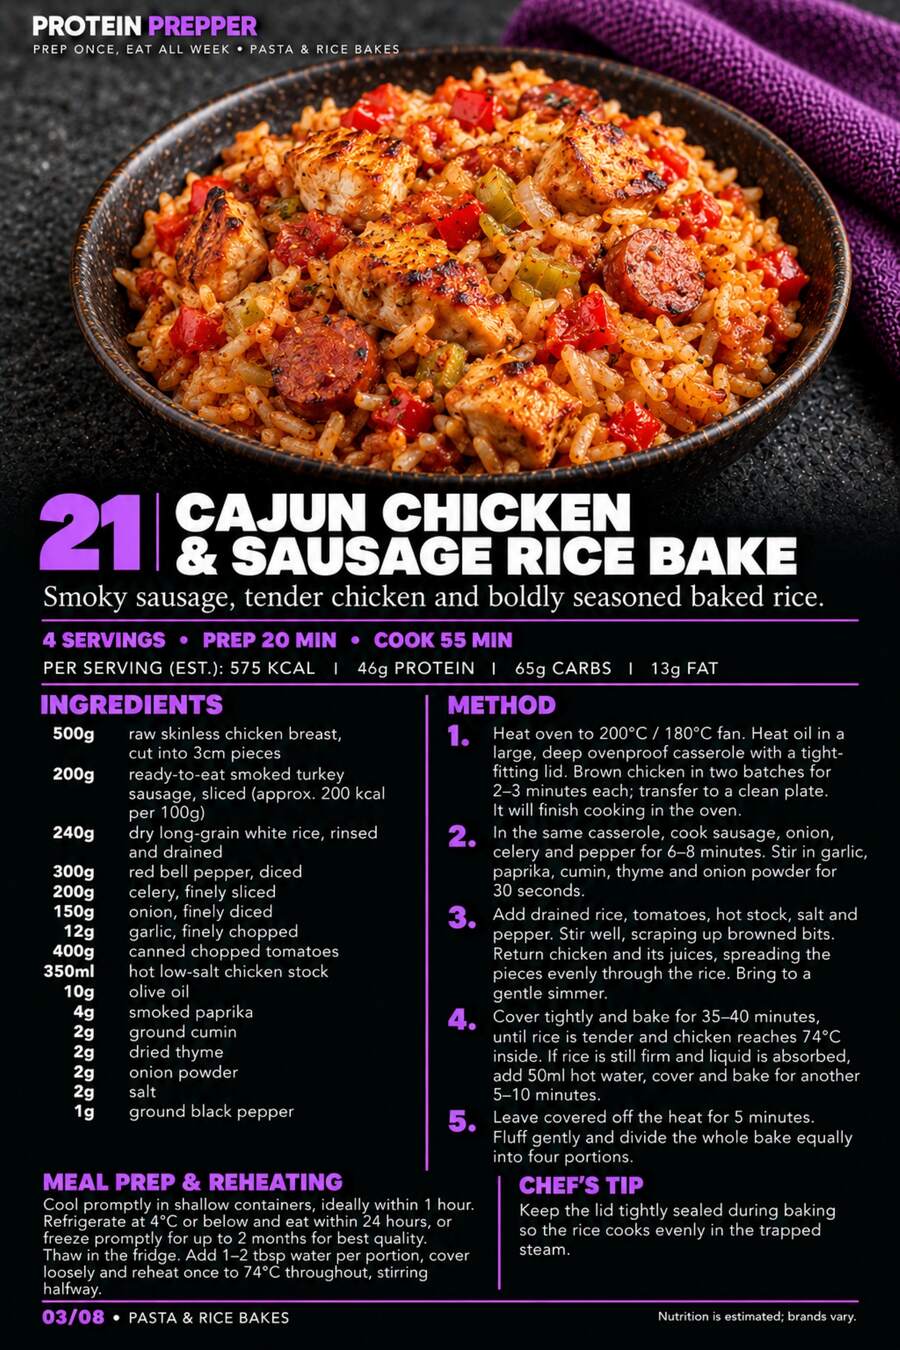 PROTEIN PREPPER
PREP ONCE, EAT ALL WEEK • PASTA & RICE BAKES
21
CAJUN CHICKEN
& SAUSAGE RICE BAKE
Smoky sausage, tender chicken and boldly seasoned baked rice.
4 SERVINGS • PREP 20 MIN • COOK 55 MIN
PER SERVING (EST.): 575 KCAL | 46g PROTEIN | 65g CARBS | 13g FAT
INGREDIENTS
500g raw skinless chicken breast,
cut into 3cm pieces
200g ready-to-eat smoked turkey
sausage, sliced (approx. 200 kcal
per 100g)
240g dry long-grain white rice, rinsed
and drained
300g red bell pepper, diced
200g celery, finely sliced
150g onion, finely diced
12g garlic, finely chopped
400g canned chopped tomatoes
350ml hot low-salt chicken stock
10g olive oil
4g smoked paprika
2g ground cumin
2g dried thyme
2g onion powder
2g salt
1g ground black pepper
METHOD
1. Heat oven to 200°C / 180°C fan. Heat oil in a
large, deep ovenproof casserole with a tight-
fitting lid. Brown chicken in two batches for
2–3 minutes each; transfer to a clean plate.
It will finish cooking in the oven.
2. In the same casserole, cook sausage, onion,
celery and pepper for 6–8 minutes. Stir in garlic,
paprika, cumin, thyme and onion powder for
30 seconds.
3. Add drained rice, tomatoes, hot stock, salt and
pepper. Stir well, scraping up browned bits.
Return chicken and its juices, spreading the
pieces evenly through the rice. Bring to a
gentle simmer.
4. Cover tightly and bake for 35–40 minutes,
until rice is tender and chicken reaches 74°C
inside. If rice is still firm and liquid is absorbed,
add 50ml hot water, cover and bake for another
5–10 minutes.
5. Leave covered off the heat for 5 minutes.
Fluff gently and divide the whole bake equally
into four portions.
MEAL PREP & REHEATING
Cool promptly in shallow containers, ideally within 1 hour.
Refrigerate at 4°C or below and eat within 24 hours, or
freeze promptly for up to 2 months for best quality.
Thaw in the fridge. Add 1–2 tbsp water per portion, cover
loosely and reheat once to 74°C throughout, stirring
halfway.
CHEF'S TIP
Keep the lid tightly sealed during baking
so the rice cooks evenly in the trapped
steam.
03/08 • PASTA & RICE BAKES
Nutrition is estimated; brands vary.